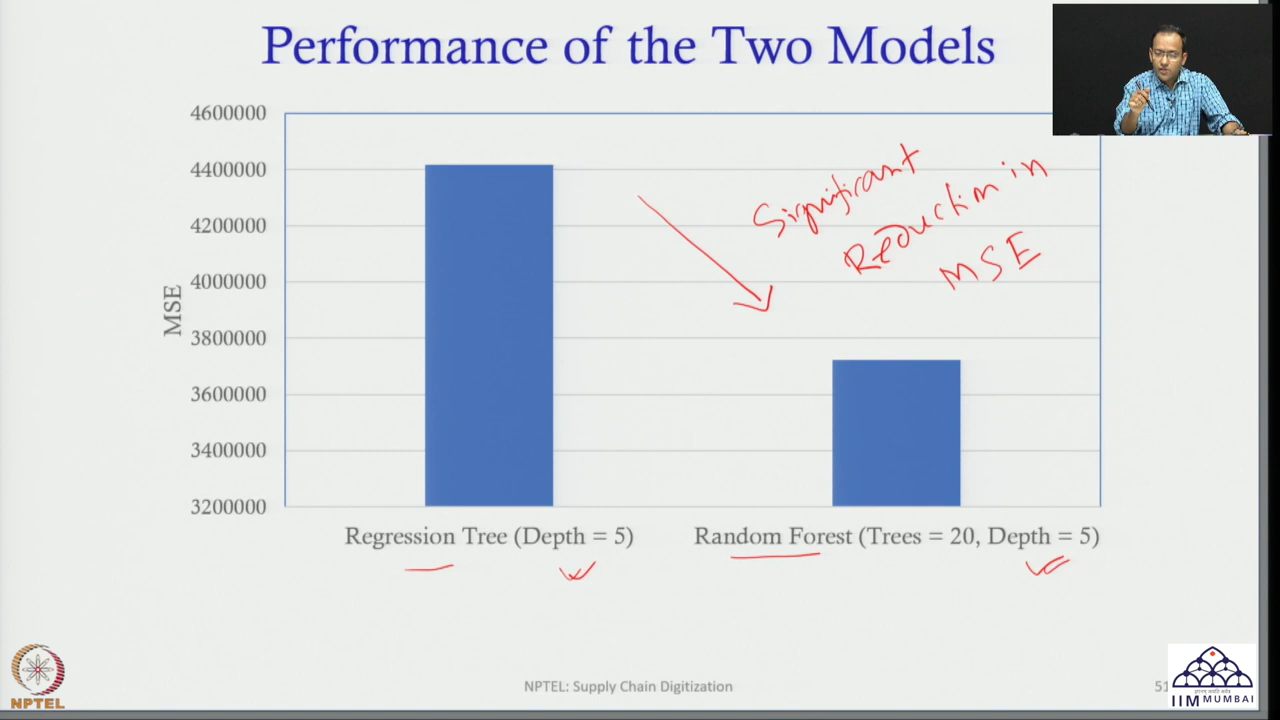 Performance of the Two Models
4600000
4400000
4200000
4000000
3800000
3600000
3400000
3200000
MSE
Significant
Reduction in
MSE
Regression Tree (Depth = 5)
Random Forest (Trees = 20, Depth = 5)
NPTEL
NPTEL: Supply Chain Digitization
51
IIM MUMBAI